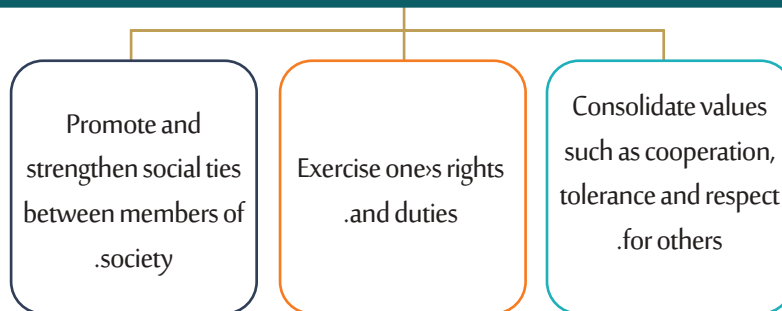 Promote and
strengthen social ties
between members of
.society
Exercise one›s rights
.and duties
Consolidate values
such as cooperation,
tolerance and respect
.for others